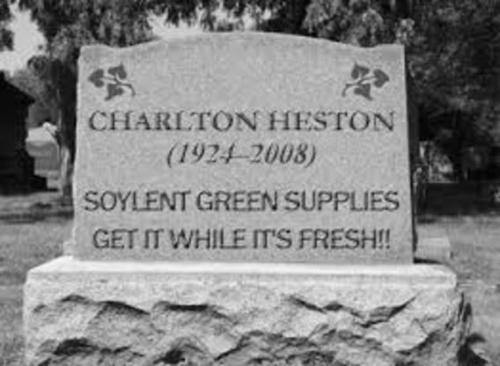 CHARLTON HESTON
(1924–2008)
SOYLENT GREEN SUPPLIES
GET IT WHILE IT'S FRESH!!